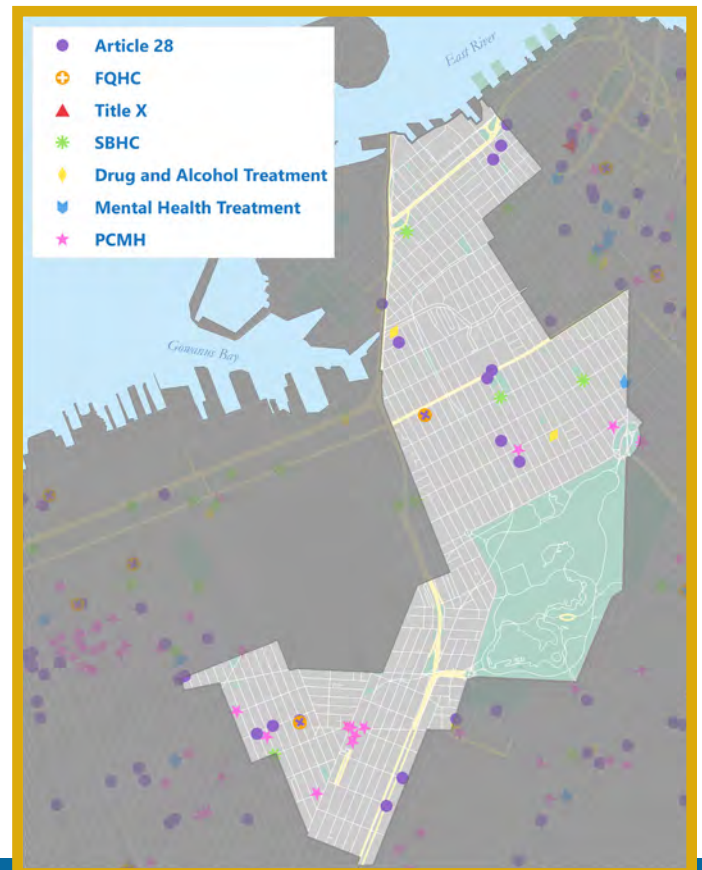 Article 28
FQHC
Title X
SBHC
Drug and Alcohol Treatment
Mental Health Treatment
PCMH
East River
Gowanus Bay